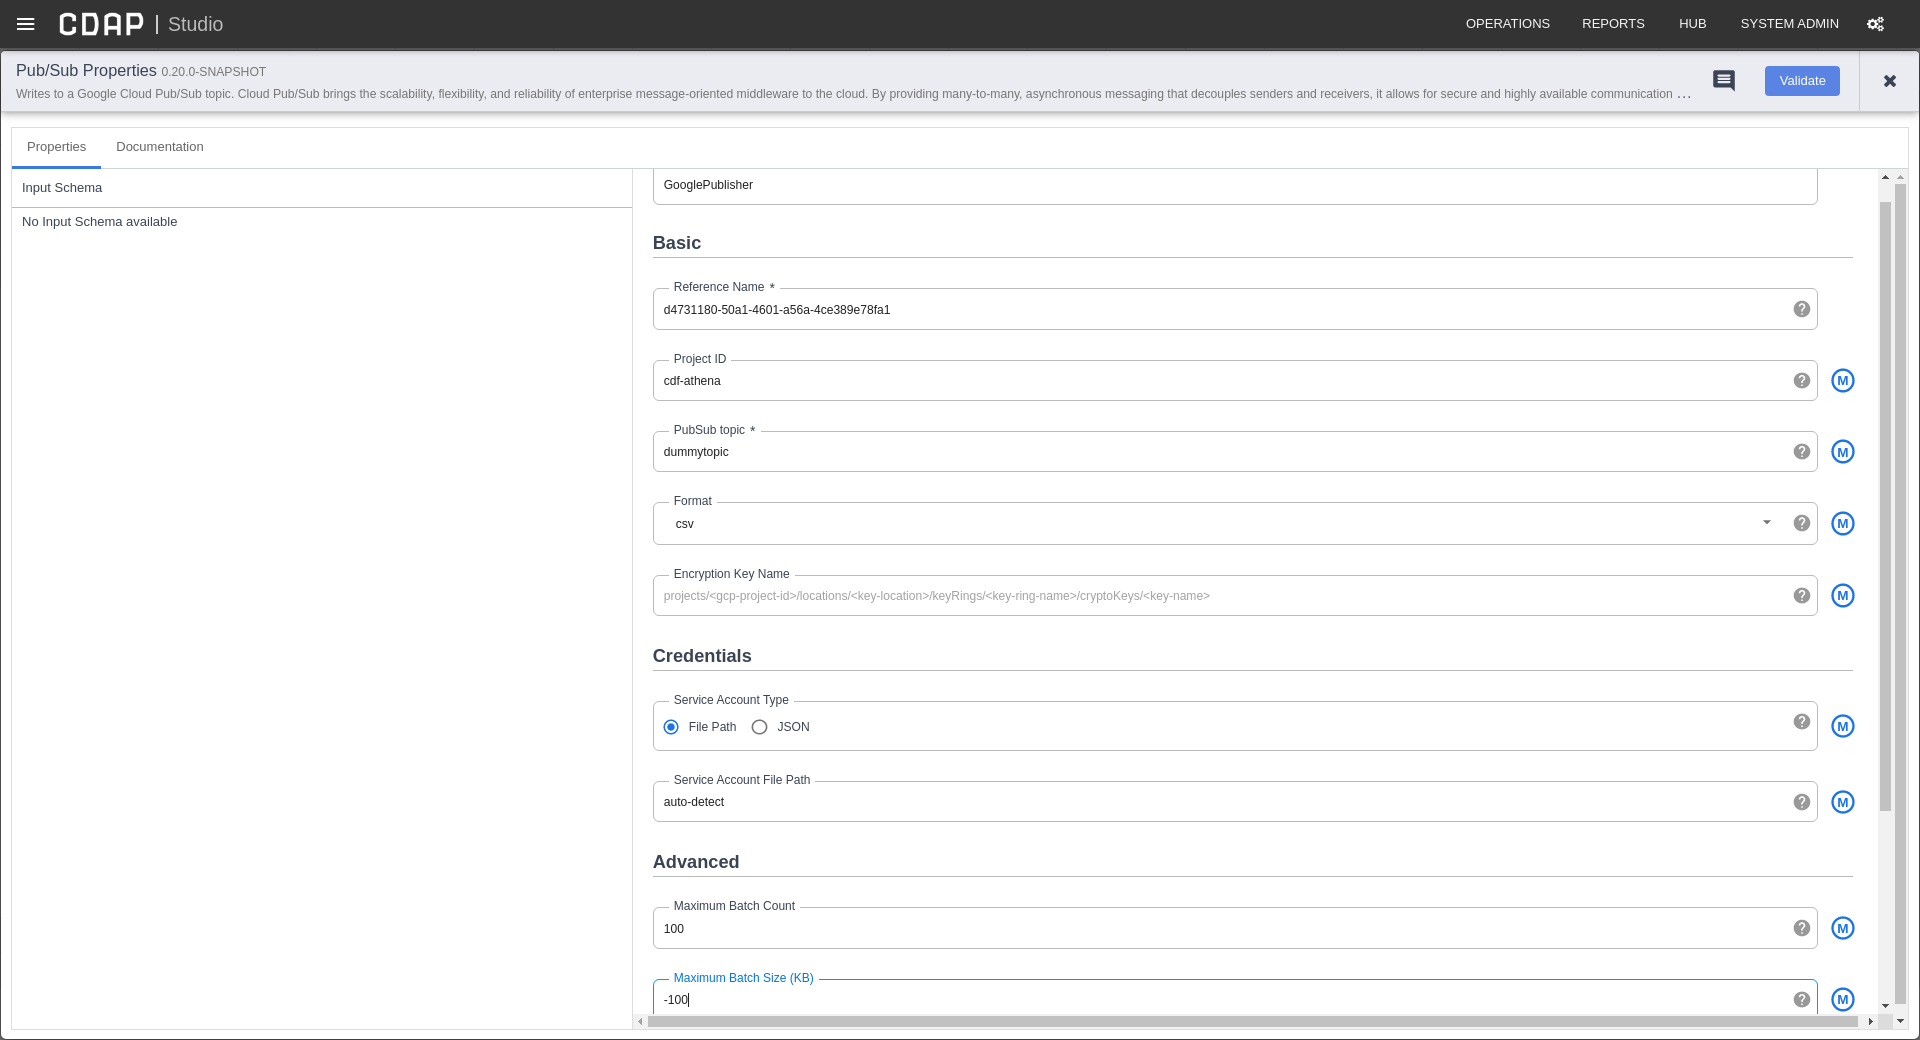 CDAP | Studio
OPERATIONS REPORTS HUB SYSTEM ADMIN
Pub/Sub Properties 0.20.0-SNAPSHOT
Writes to a Google Cloud Pub/Sub topic. Cloud Pub/Sub brings the scalability, flexibility, and reliability of enterprise message-oriented middleware to the cloud. By providing many-to-many, asynchronous messaging that decouples senders and receivers, it allows for secure and highly available communication ...
Validate
Properties Documentation
Input Schema
No Input Schema available
GooglePublisher
Basic
Reference Name *
d4731180-50a1-4601-a56a-4ce389e78fa1
Project ID
cdf-athena
M
PubSub topic *
dummytopic
M
Format
csv
M
Encryption Key Name
projects/<gcp-project-id>/locations/<key-location>/keyRings/<key-ring-name>/cryptoKeys/<key-name>
M
Credentials
Service Account Type
File Path JSON
M
Service Account File Path
auto-detect
M
Advanced
Maximum Batch Count
100
M
Maximum Batch Size (KB)
-100
M